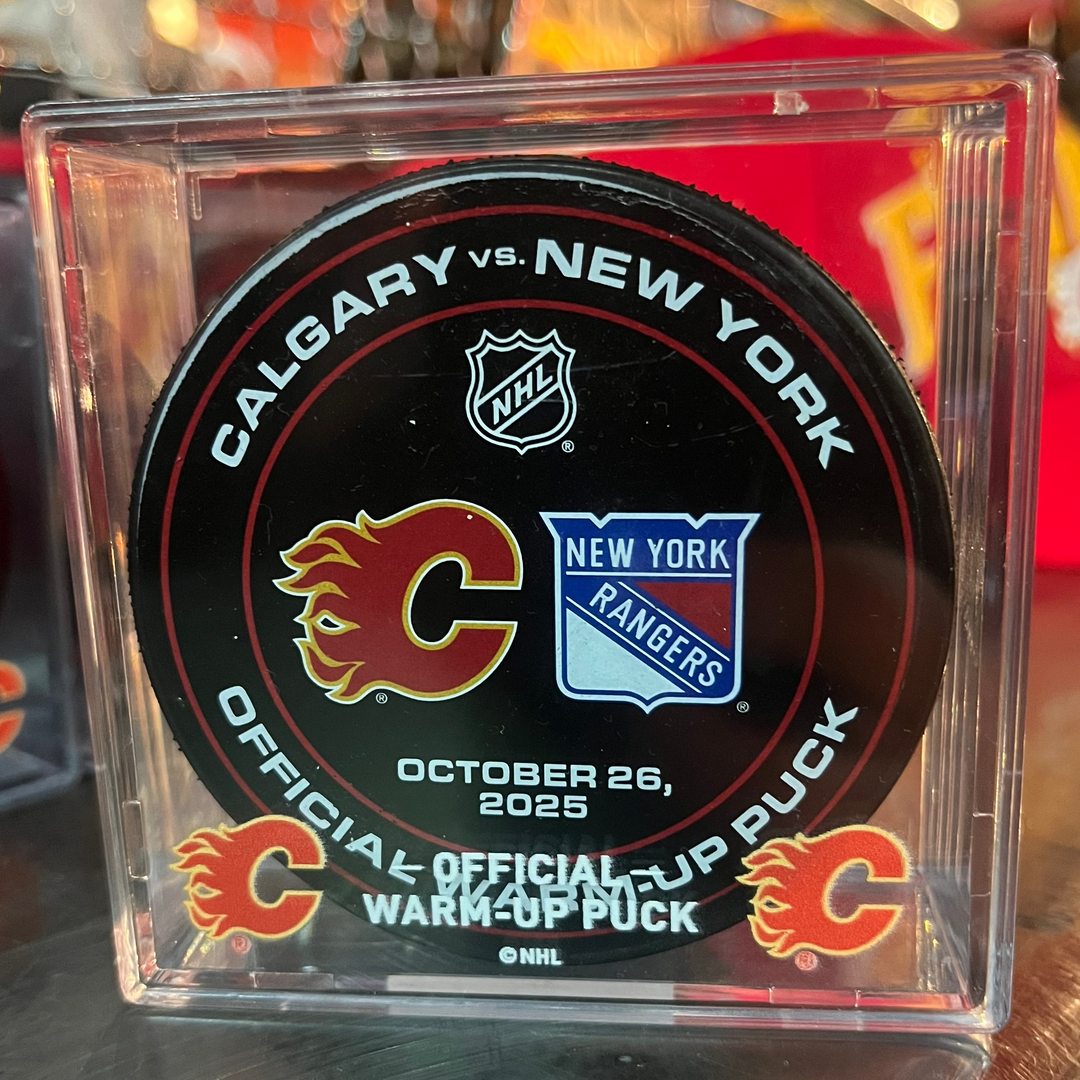 CALGARY VS. NEW YORK
NHL
®
C
NEW YORK
RANGERS
®
®
OCTOBER 26,
2025
OFFICIAL WARM-UP PUCK
OFFICIAL
WARM-UP PUCK
C
®
C
®
©NHL